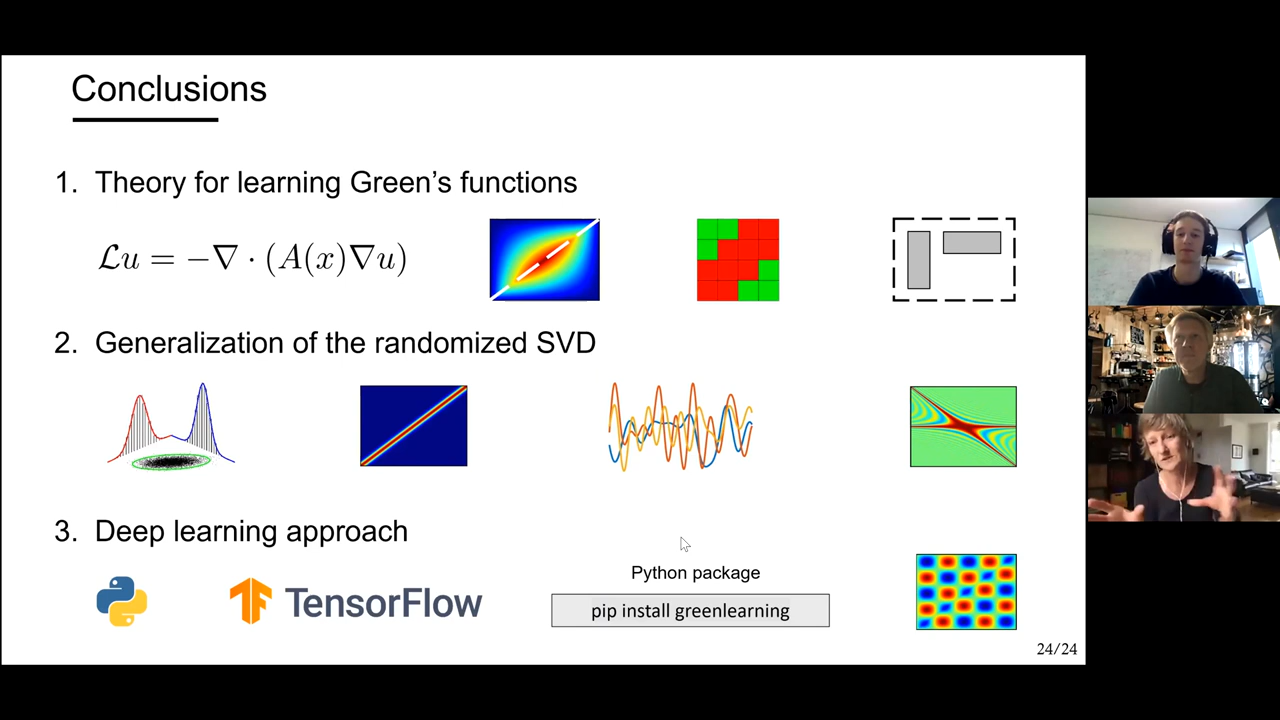 Conclusions
1. Theory for learning Green's functions
ℒu = −∇ · (A(x)∇u)
2. Generalization of the randomized SVD
3. Deep learning approach
TensorFlow
Python package
pip install greenlearning
24/24